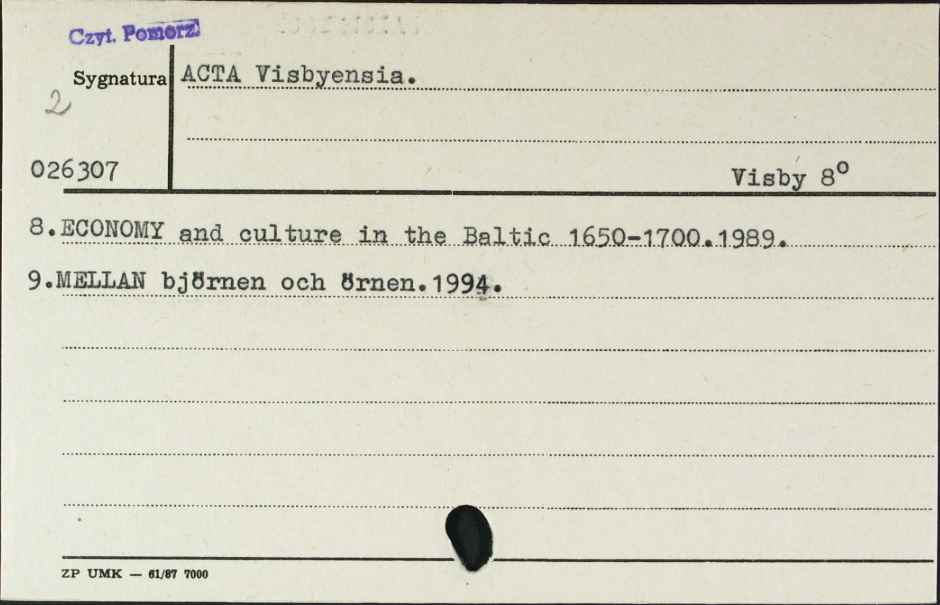 Czyt. Pomorz.
Sygnatura ACTA Visbyensia.
2
026307 Visby 8º
8.ECONOMY and culture in the Baltic 1650-1700.1989.
9.MELLAN björnen och örnen.1994.
ZP UMK — 61/87 7000